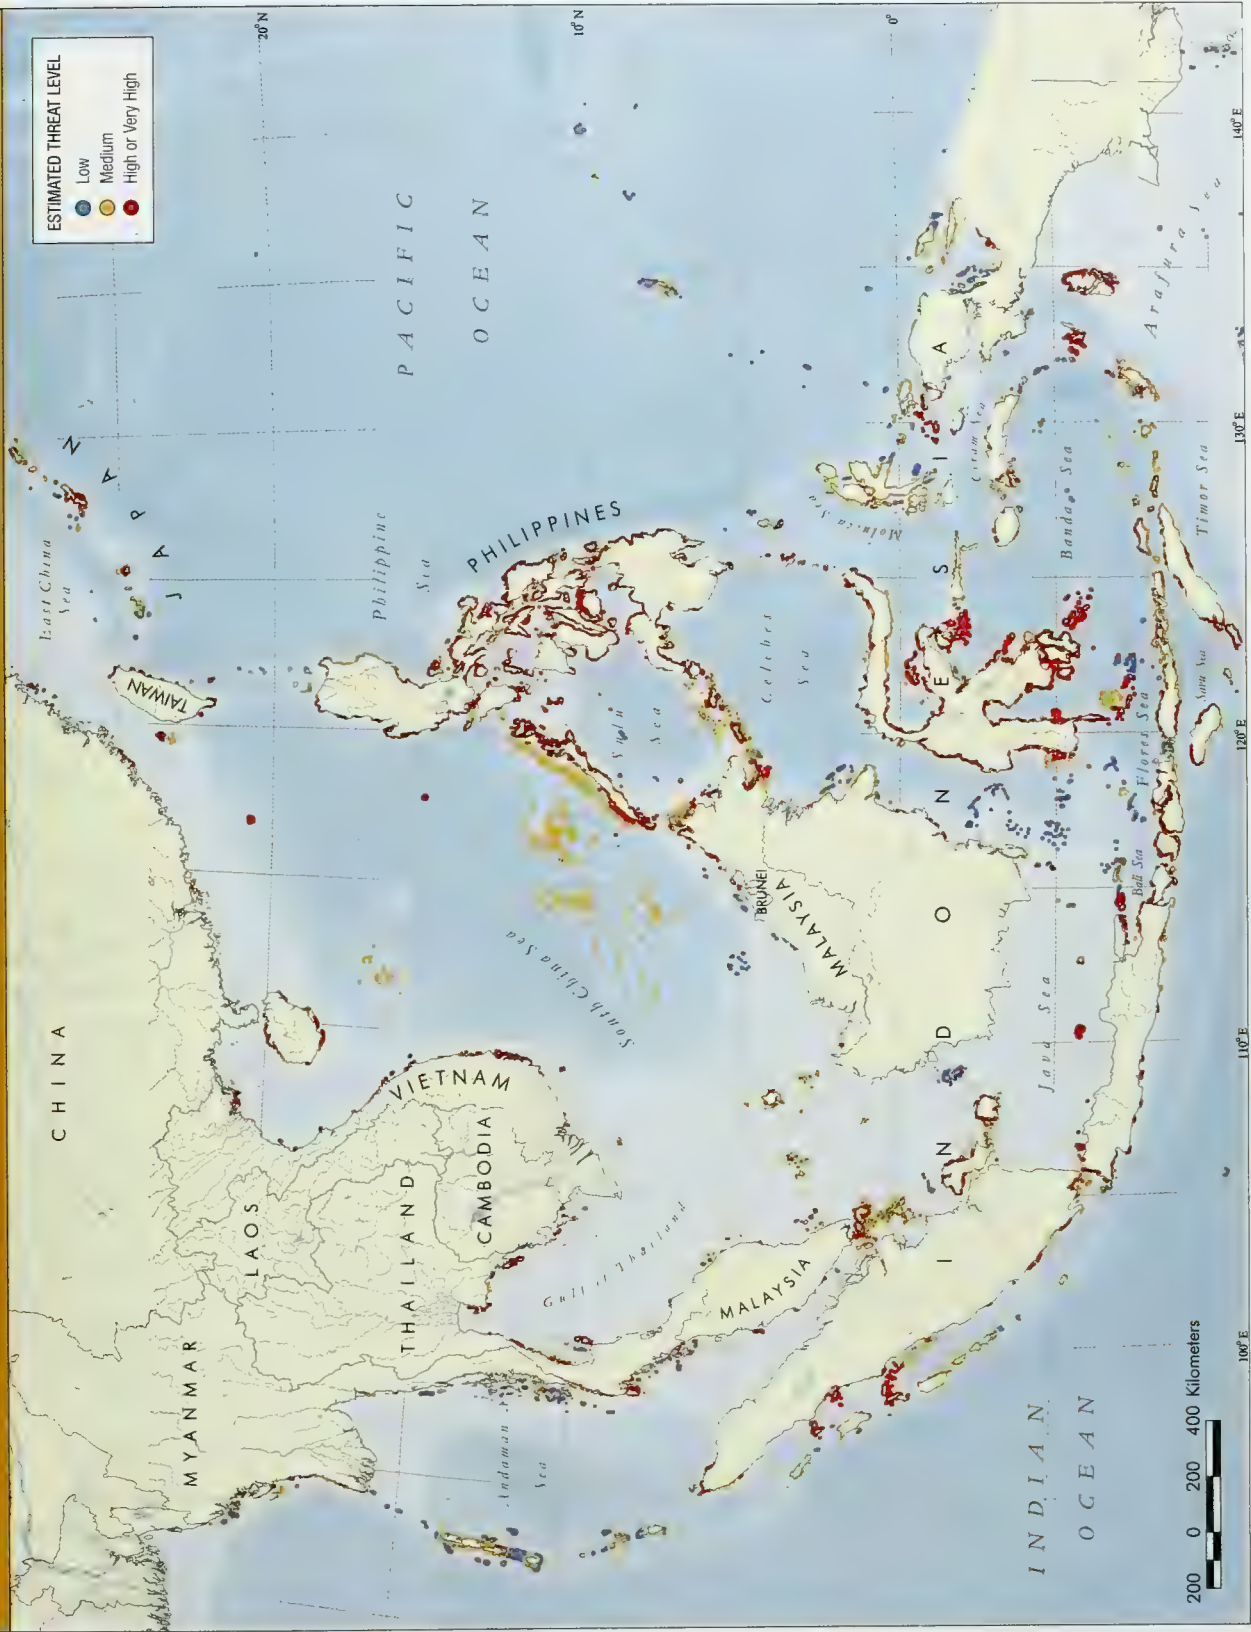 ESTIMATED THREAT LEVEL
Low
Medium
High or Very High
20°N
10°N
0°
CHINA
MYANMAR
LAOS
THAILAND
VIETNAM
CAMBODIA
TAIWAN
JAPAN
East China
Sea
PACIFIC
OCEAN
Philippine
Sea
PHILIPPINES
South China Sea
Sulu
Sea
Celebes
Sea
Gulf of Thailand
Andaman
Sea
MALAYSIA
BRUNEI
MALAYSIA
INDONESIA
Molucca Sea
Ceram Sea
Banda Sea
Arafura Sea
Timor Sea
Savu Sea
Flores Sea
Bali Sea
Java Sea
INDIAN
OCEAN
100°E
110°E
120°E
130°E
140°E
200 0 200 400 Kilometers